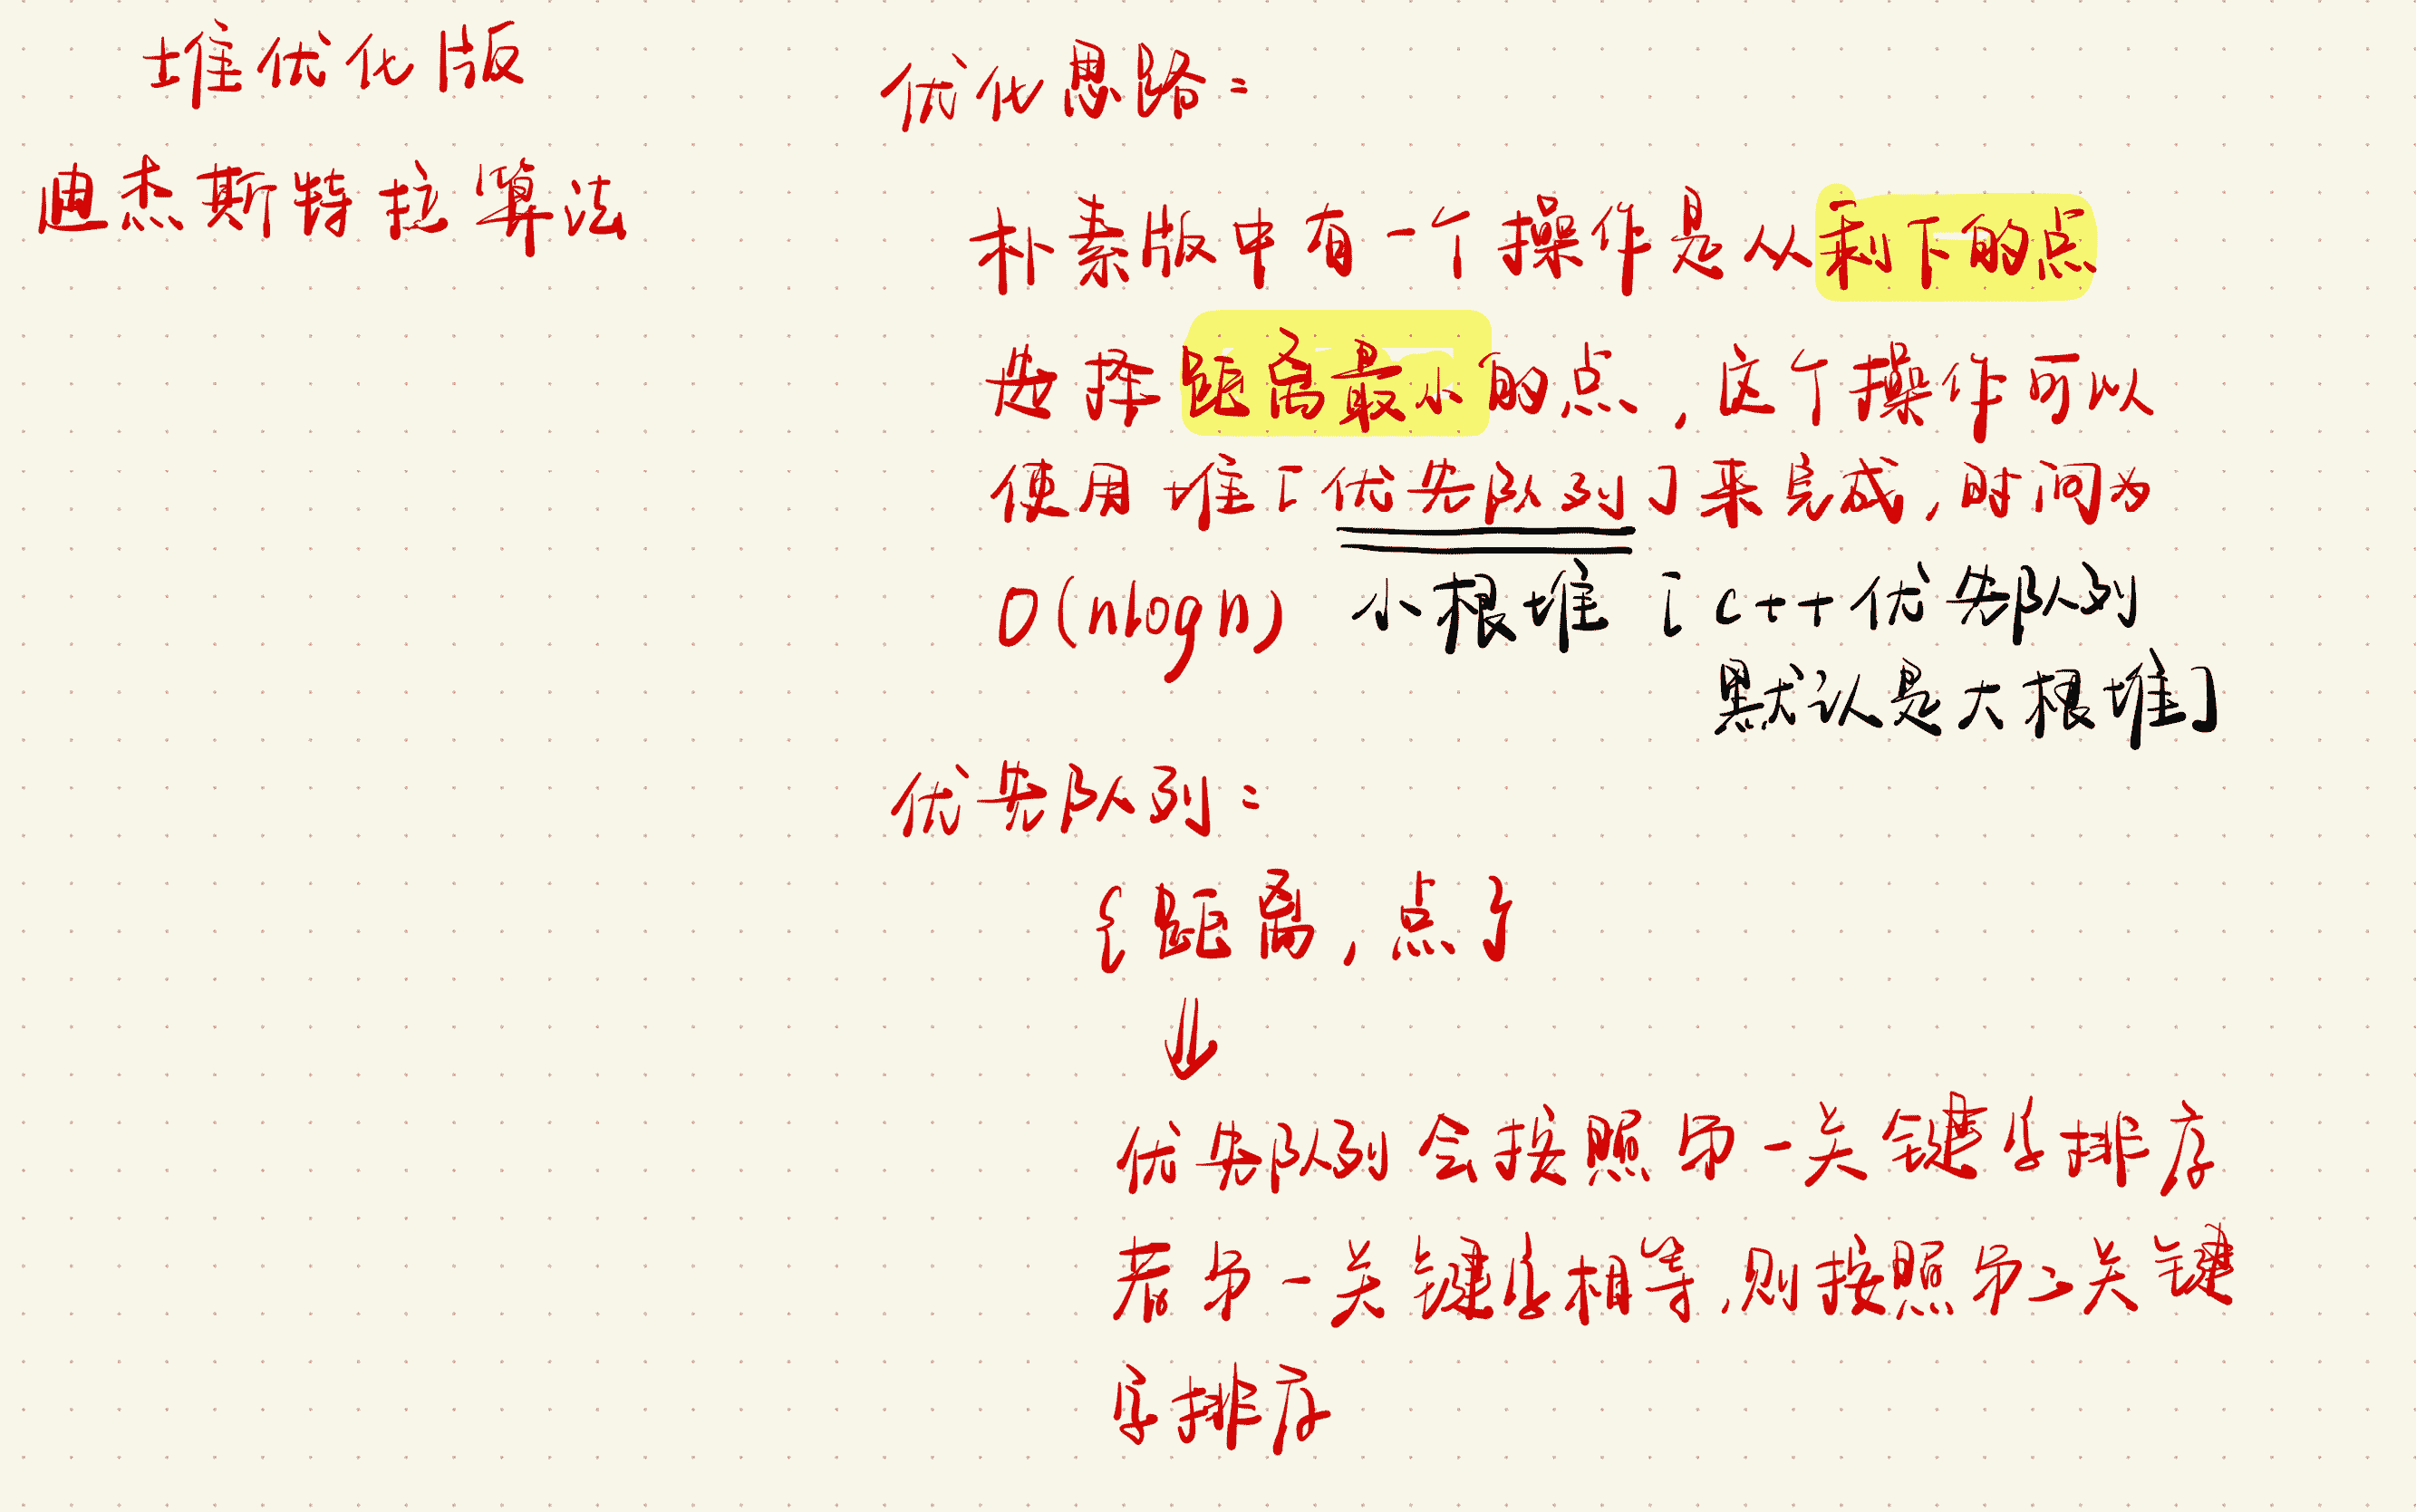 堆优化版
迪杰斯特拉算法
优化思路:
朴素版中有一个操作是从剩下的点
选择距离最小的点,这个操作可以
使用堆[优先队列]来完成,时间为
O(nlogn) 小根堆 [c++优先队列
默认是大根堆]
优先队列:
{距离,点}
↓
优先队列会按照第一关键字排序
若第一关键字相等,则按照第二关键
字排序